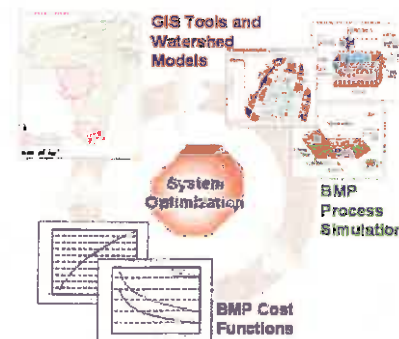 GIS Tools and
Watershed
Models
System
Optimization
BMP
Process
Simulation
BMP Cost
Functions